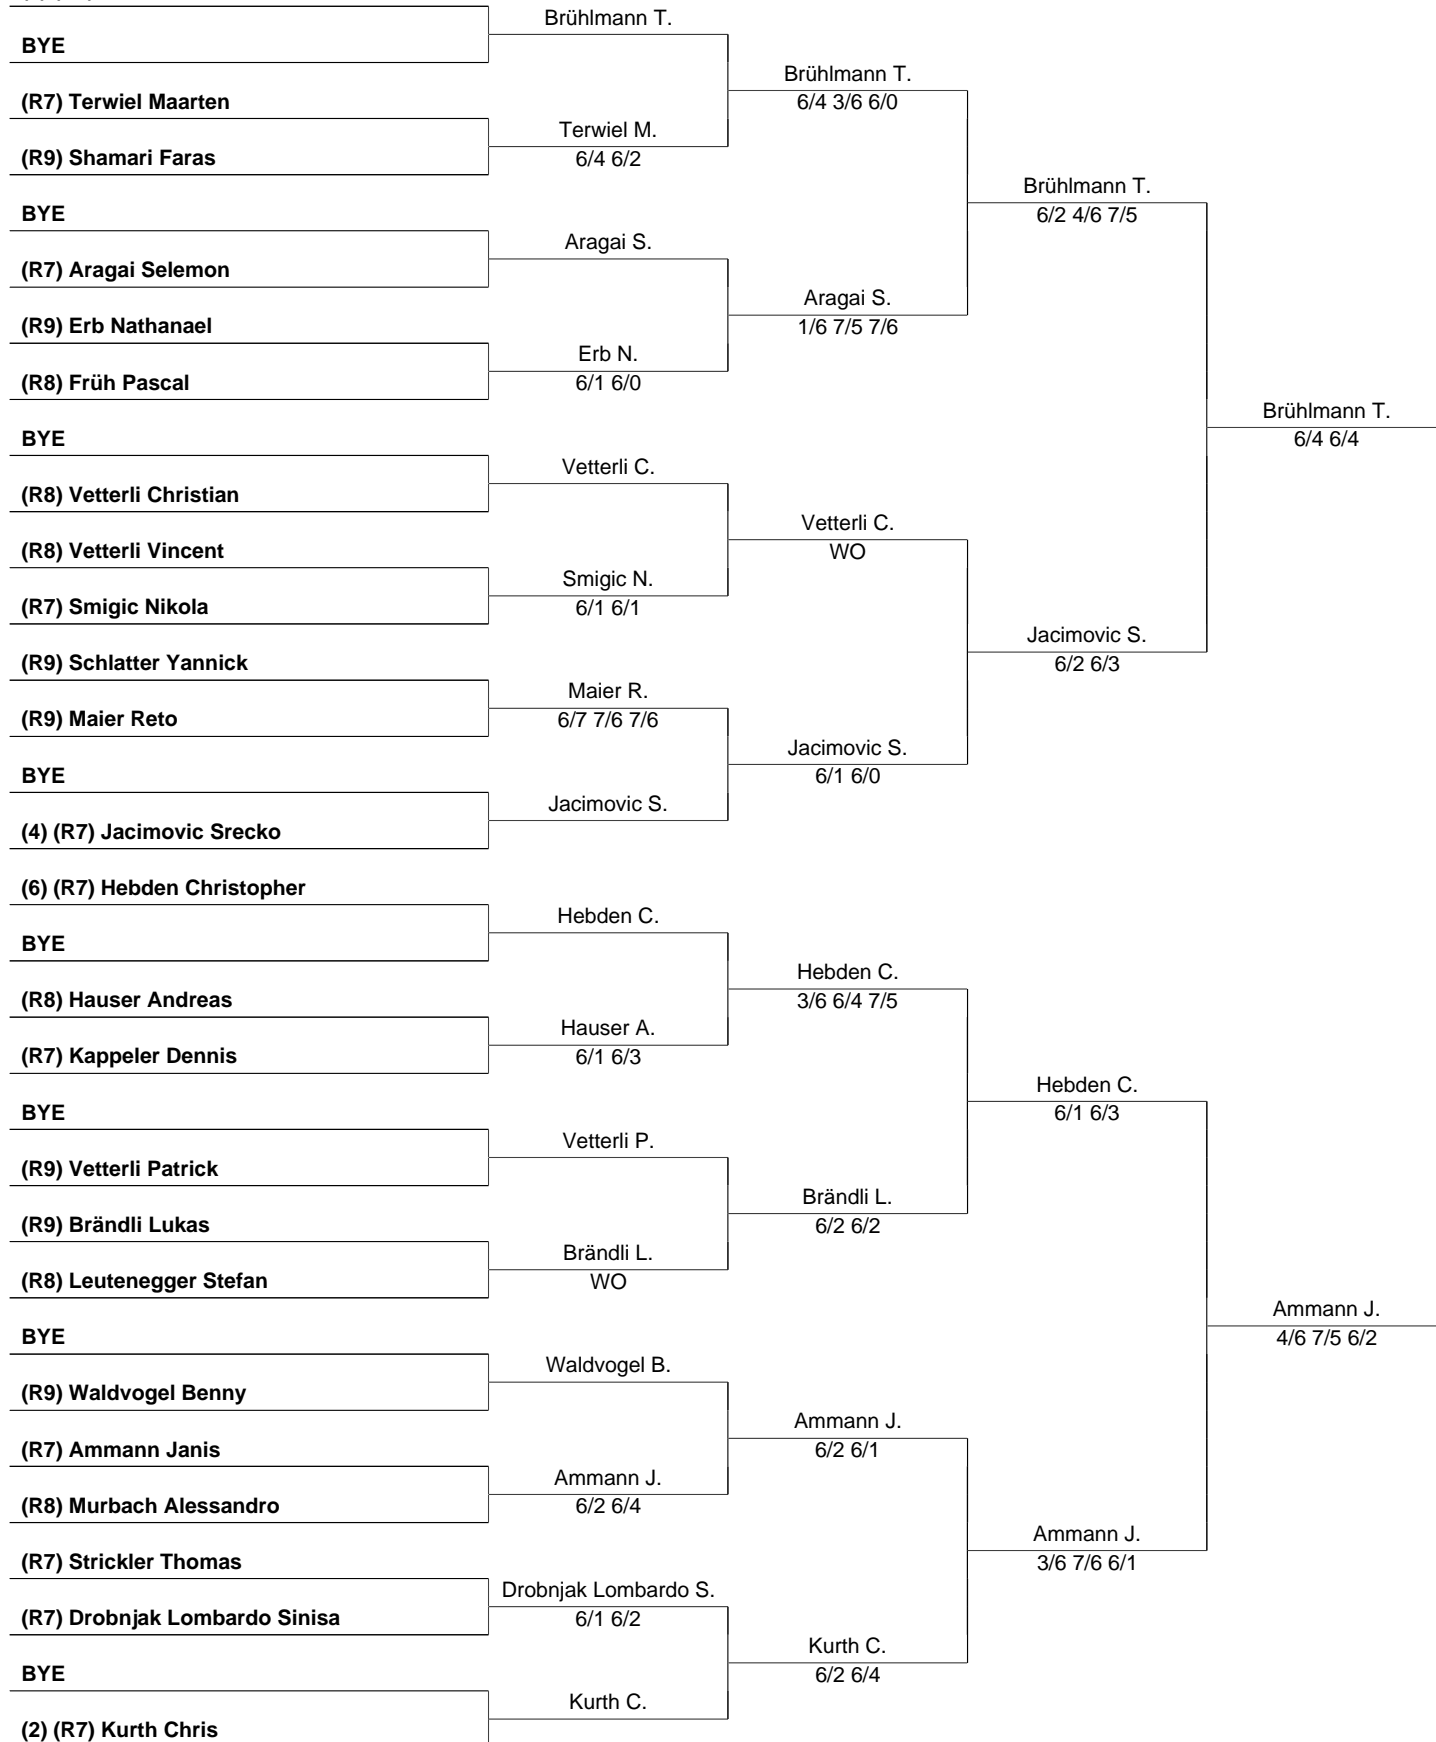 Brühlmann T.
BYE
Brühlmann T.
(R7) Terwiel Maarten
6/4 3/6 6/0
Terwiel M.
(R9) Shamari Faras
6/4 6/2
Brühlmann T.
BYE
6/2 4/6 7/5
Aragai S.
(R7) Aragai Selemon
Aragai S.
(R9) Erb Nathanael
1/6 7/5 7/6
Erb N.
(R8) Früh Pascal
6/1 6/0
Brühlmann T.
BYE
6/4 6/4
Vetterli C.
(R8) Vetterli Christian
Vetterli C.
(R8) Vetterli Vincent
WO
Smigic N.
(R7) Smigic Nikola
6/1 6/1
Jacimovic S.
(R9) Schlatter Yannick
6/2 6/3
Maier R.
(R9) Maier Reto
6/7 7/6 7/6
Jacimovic S.
BYE
6/1 6/0
Jacimovic S.
(4) (R7) Jacimovic Srecko
(6) (R7) Hebden Christopher
Hebden C.
BYE
Hebden C.
(R8) Hauser Andreas
3/6 6/4 7/5
Hauser A.
(R7) Kappeler Dennis
6/1 6/3
Hebden C.
BYE
6/1 6/3
Vetterli P.
(R9) Vetterli Patrick
Brändli L.
(R9) Brändli Lukas
6/2 6/2
Brändli L.
(R8) Leutenegger Stefan
WO
Ammann J.
BYE
4/6 7/5 6/2
Waldvogel B.
(R9) Waldvogel Benny
Ammann J.
(R7) Ammann Janis
6/2 6/1
Ammann J.
(R8) Murbach Alessandro
6/2 6/4
Ammann J.
(R7) Strickler Thomas
3/6 7/6 6/1
Drobnjak Lombardo S.
(R7) Drobnjak Lombardo Sinisa
6/1 6/2
Kurth C.
BYE
6/2 6/4
Kurth C.
(2) (R7) Kurth Chris